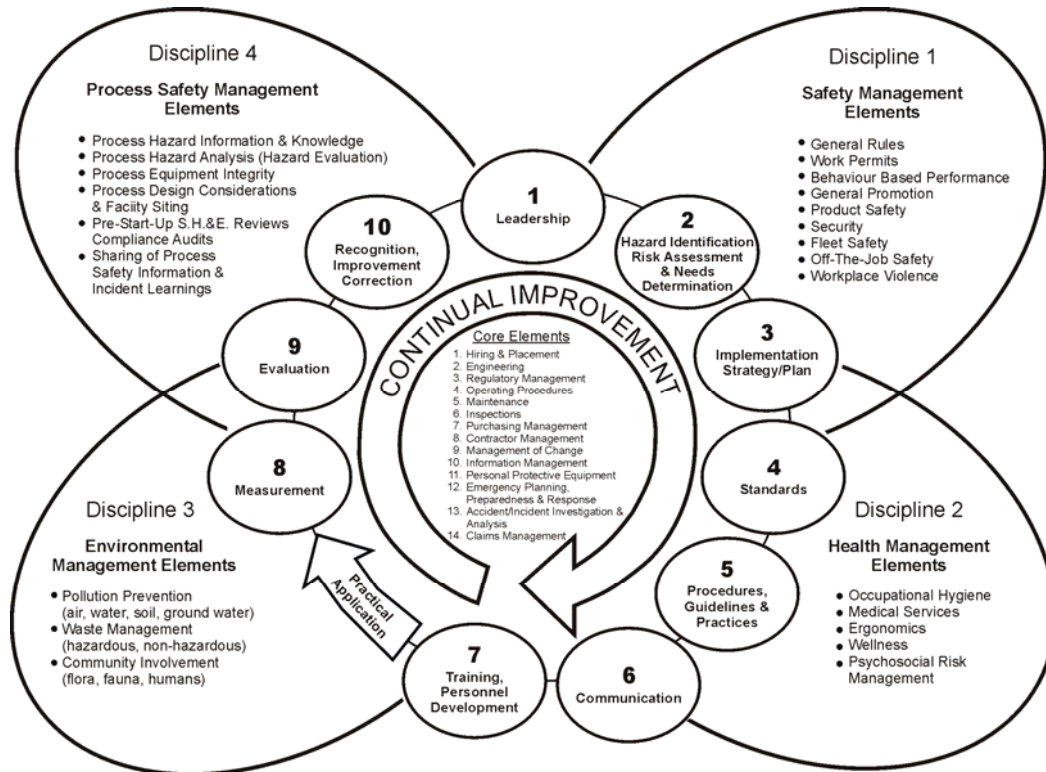 Discipline 4
Process Safety Management
Elements
• Process Hazard Information & Knowledge
• Process Hazard Analysis (Hazard Evaluation)
• Process Equipment Integrity
• Process Design Considerations
& Faciity Siting
• Pre-Start-Up S.H.&E. Reviews
Compliance Audits
• Sharing of Process
Safety Information &
Incident Learnings
Discipline 1
Safety Management
Elements
• General Rules
• Work Permits
• Behaviour Based Performance
• General Promotion
• Product Safety
• Security
• Fleet Safety
• Off-The-Job Safety
• Workplace Violence
1
Leadership
2
Hazard Identification
Risk Assessment
& Needs
Determination
3
Implementation
Strategy/Plan
4
Standards
5
Procedures,
Guidelines &
Practices
6
Communication
7
Training,
Personnel
Development
Practical
Application
8
Measurement
9
Evaluation
10
Recognition,
Improvement
Correction
CONTINUAL IMPROVEMENT
Core Elements
1. Hiring & Placement
2. Engineering
3. Regulatory Management
4. Operating Procedures
5. Maintenance
6. Inspections
7. Purchasing Management
8. Contractor Management
9. Management of Change
10. Information Management
11. Personal Protective Equipment
12. Emergency Planning,
Preparedness & Response
13. Accident/Incident Investigation &
Analysis
14. Claims Management
Discipline 3
Environmental
Management Elements
• Pollution Prevention
(air, water, soil, ground water)
• Waste Management
(hazardous, non-hazardous)
• Community Involvement
(flora, fauna, humans)
Discipline 2
Health Management
Elements
• Occupational Hygiene
• Medical Services
• Ergonomics
• Wellness
• Psychosocial Risk
Management